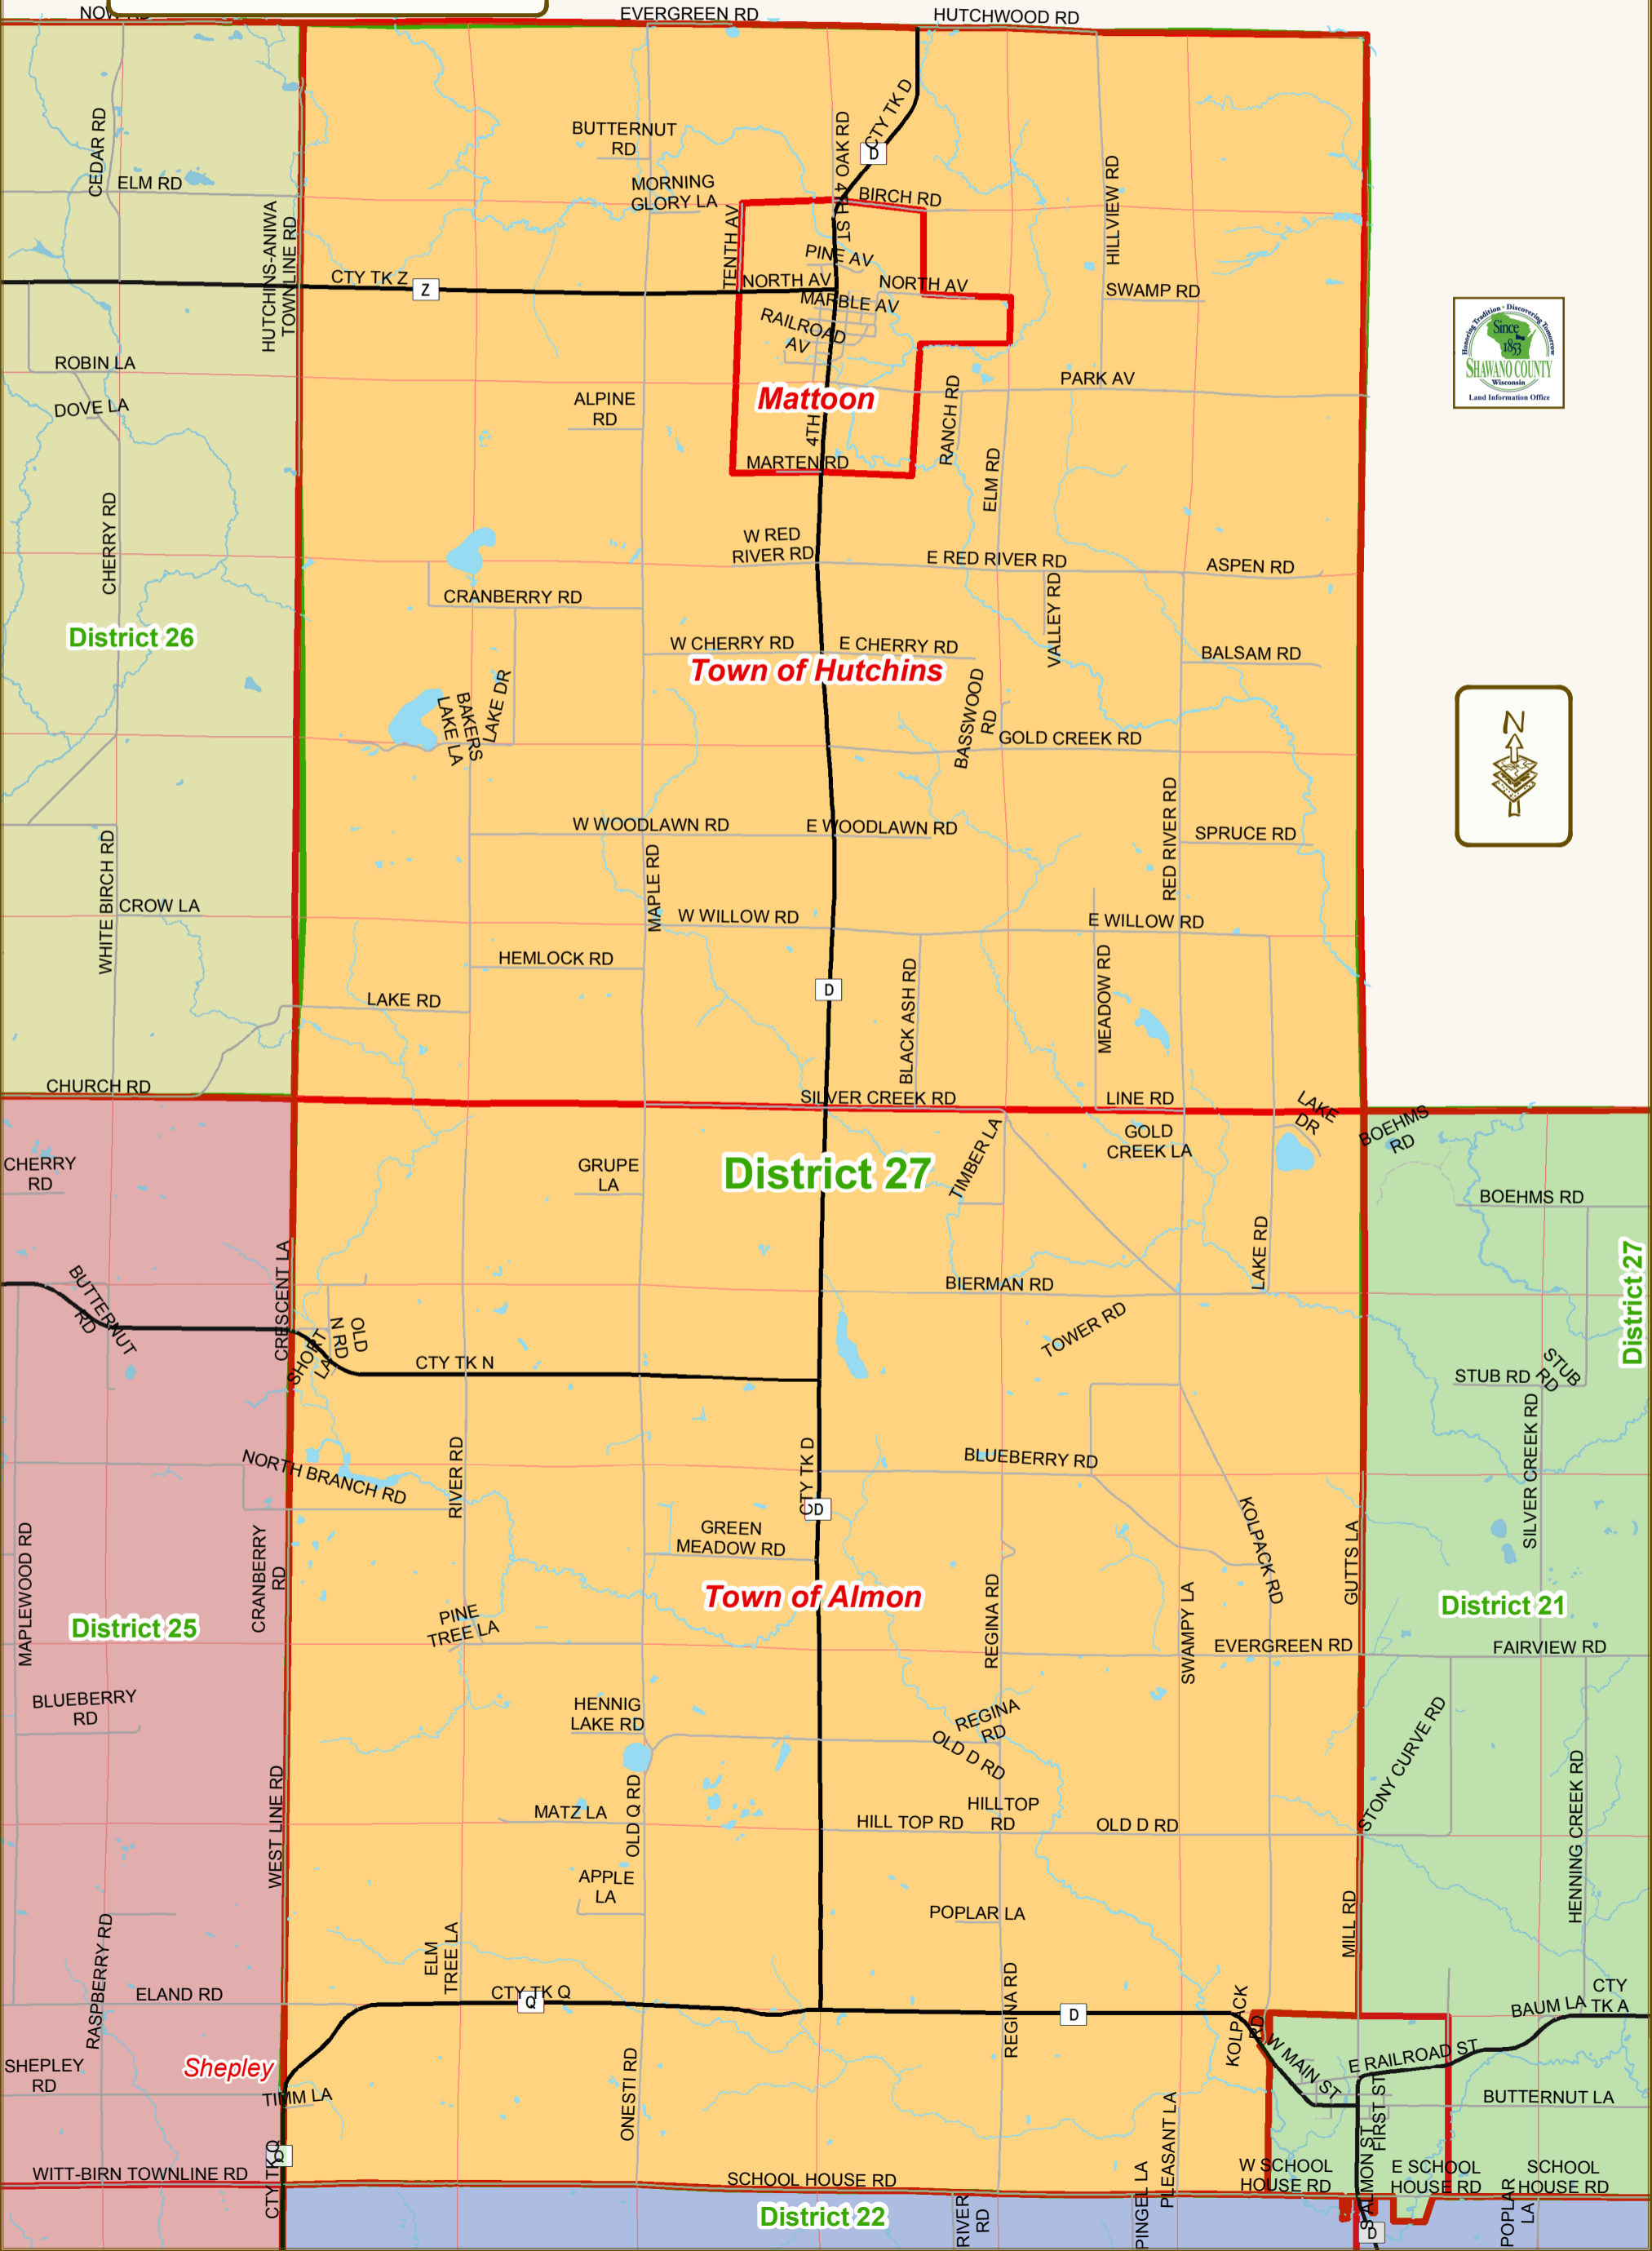 NOW RD
EVERGREEN RD
HUTCHWOOD RD
CEDAR RD
BUTTERNUT
RD
OAK RD
CTY TK D
D
ELM RD
MORNING
GLORY LA
BIRCH RD
HILLVIEW RD
HUTCHINS-ANIWA
TOWNLINE RD
TENTH AV
4TH ST
PINE AV
CTY TK Z
Z
NORTH AV
NORTH AV
SWAMP RD
MARBLE AV
RAILROAD
AV
Honoring Tradition • Discovering Tomorrow
Since
1853
SHAWANO COUNTY
Wisconsin
Land Information Office
ROBIN LA
DOVE LA
ALPINE
RD
Mattoon
4TH
RANCH RD
PARK AV
MARTEN RD
ELM RD
CHERRY RD
W RED
RIVER RD
E RED RIVER RD
ASPEN RD
CRANBERRY RD
VALLEY RD
District 26
W CHERRY RD
E CHERRY RD
BALSAM RD
Town of Hutchins
BAKERS
LAKE LA
LAKE DR
BASSWOOD
RD
GOLD CREEK RD
N
WHITE BIRCH RD
W WOODLAWN RD
E WOODLAWN RD
RED RIVER RD
SPRUCE RD
MAPLE RD
CROW LA
W WILLOW RD
E WILLOW RD
HEMLOCK RD
BLACK ASH RD
MEADOW RD
LAKE RD
D
CHURCH RD
SILVER CREEK RD
LINE RD
LAKE
DR
BOEHMS
RD
CHERRY
RD
GRUPE
LA
District 27
TIMBER LA
GOLD
CREEK LA
BOEHMS RD
CRESCENT LA
BUTTERNUT
RD
BIERMAN RD
LAKE RD
District 27
OLD
N RD
SHORT
LA
TOWER RD
CTY TK N
STUB RD
STUB
RD
RIVER RD
NORTH BRANCH RD
CTY TK D
D
BLUEBERRY RD
SILVER CREEK RD
MAPLEWOOD RD
CRANBERRY
RD
GREEN
MEADOW RD
KOLPACK RD
GUTTS LA
Town of Almon
REGINA RD
SWAMPY LA
District 25
District 21
PINE
TREE LA
EVERGREEN RD
FAIRVIEW RD
BLUEBERRY
RD
HENNIG
LAKE RD
REGINA
RD
OLD D RD
STONY CURVE RD
HENNING CREEK RD
WEST LINE RD
OLD Q RD
MATZ LA
HILL TOP RD
HILLTOP
RD
OLD D RD
APPLE
LA
POPLAR LA
MILL RD
RASPBERRY RD
ELM
TREE LA
ELAND RD
CTY TK Q
Q
D
REGINA RD
KOLPACK
RD
CTY
TK A
BAUM LA
W MAIN ST
E RAILROAD ST
SHEPLEY
RD
Shepley
TIMM LA
ONESTI RD
PLEASANT LA
FIRST ST
BUTTERNUT LA
CTY TK Q
WITT-BIRN TOWNLINE RD
SCHOOL HOUSE RD
PINGEL LA
W SCHOOL
HOUSE RD
S ALMON ST
E SCHOOL
HOUSE RD
SCHOOL
HOUSE RD
District 22
RIVER
RD
POPLAR
LA
D